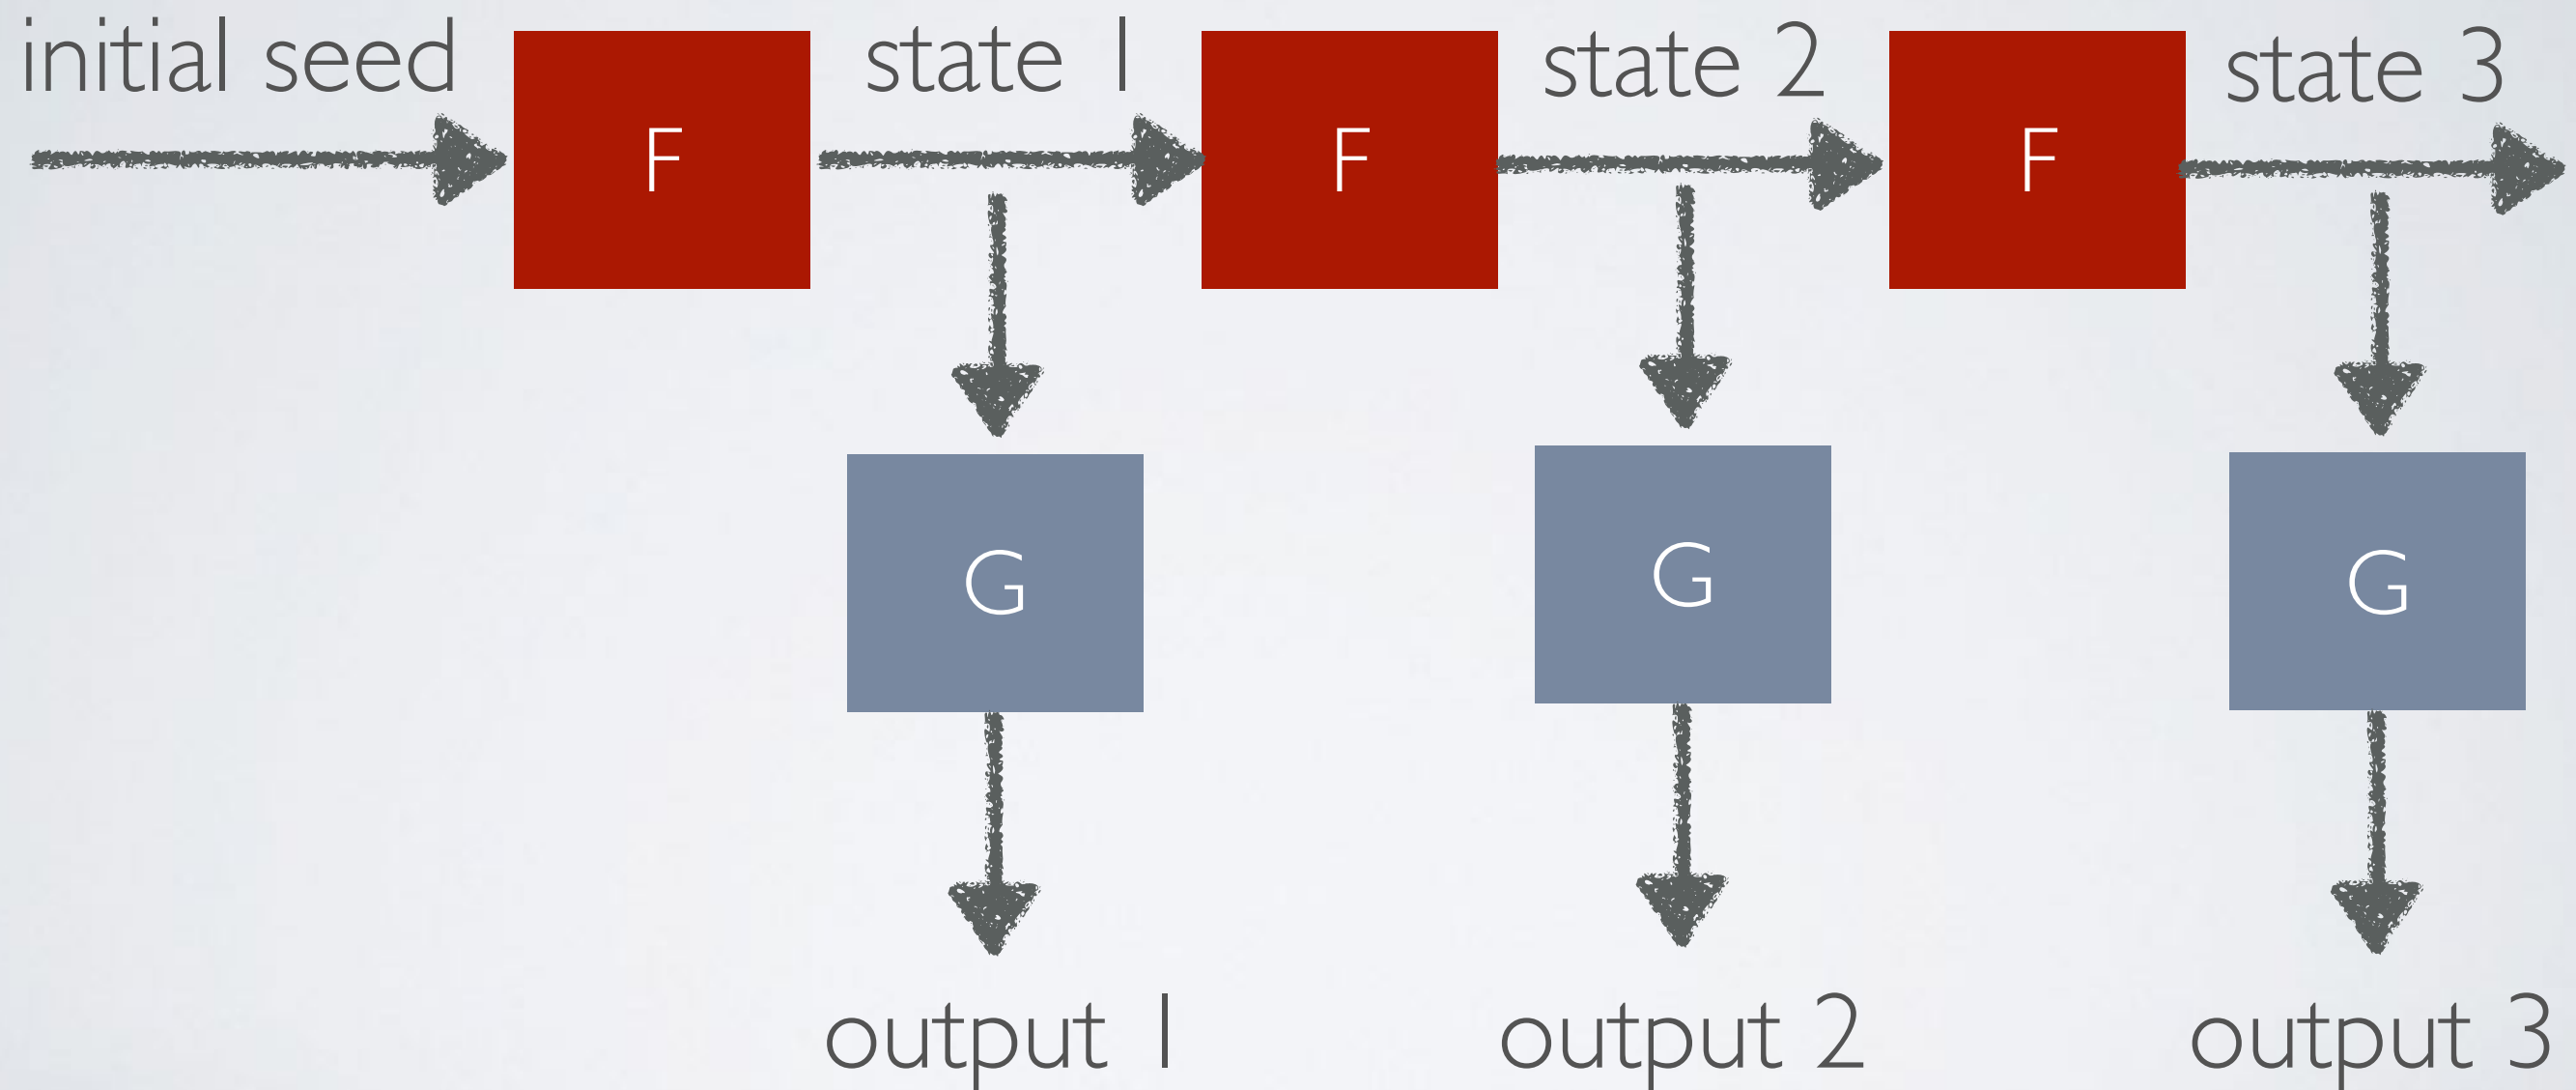 initial seed
F
state 1
F
state 2
F
state 3
G
G
G
output 1
output 2
output 3